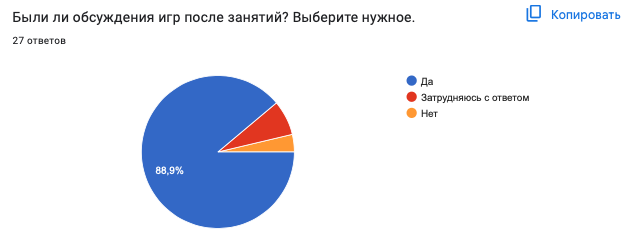 Были ли обсуждения игр после занятий? Выберите нужное.
Копировать
27 ответов
Да
Затрудняюсь с ответом
Нет
88,9%